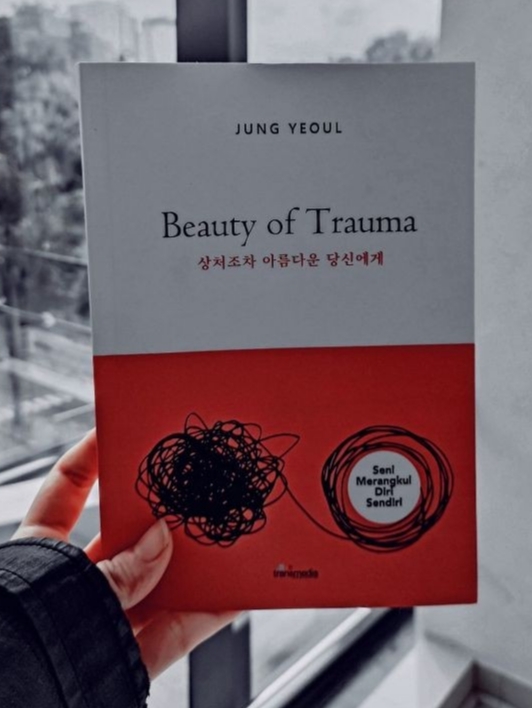 JUNG YEOUL
Beauty of Trauma
상처조차 아름다운 당신에게
Seni
Merangkul
Diri
Sendiri